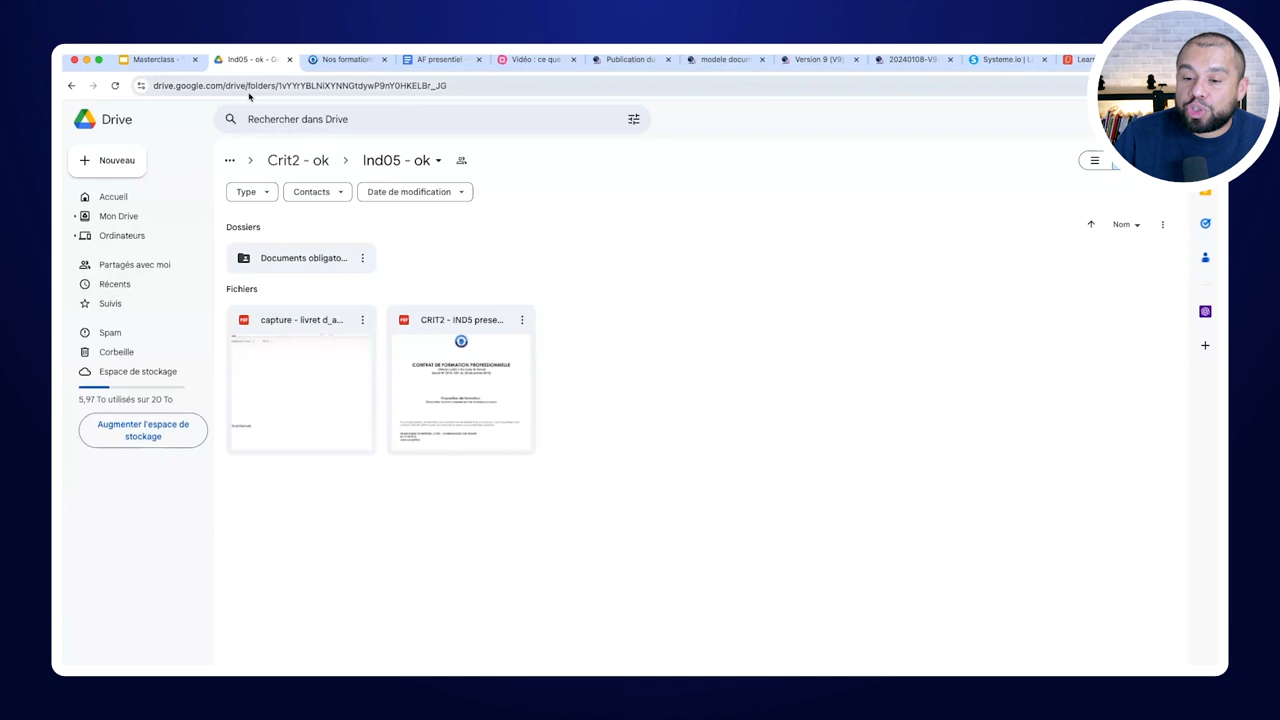 Masterclass -
Ind05 - ok - G
Nos formation
AF presentiel
Vidéo : ce que
Publication du
modele docum
Version 9 (V9)
20240108-V9
Systeme.io | L
Lear
drive.google.com/drive/folders/1vYYrYBLNiXYNNGtdywP9nY0HKELBr_JG
Drive
Rechercher dans Drive
Nouveau
Crit2 - ok
Ind05 - ok
Type
Contacts
Date de modification
Accueil
Mon Drive
Ordinateurs
Partagés avec moi
Récents
Suivis
Spam
Corbeille
Espace de stockage
5,97 To utilisés sur 20 To
Augmenter l'espace de
stockage
Dossiers
Nom
Documents obligato...
Fichiers
capture - livret d_a...
CRIT2 - IND5 prese...
CONTRAT DE FORMATION PROFESSIONNELLE